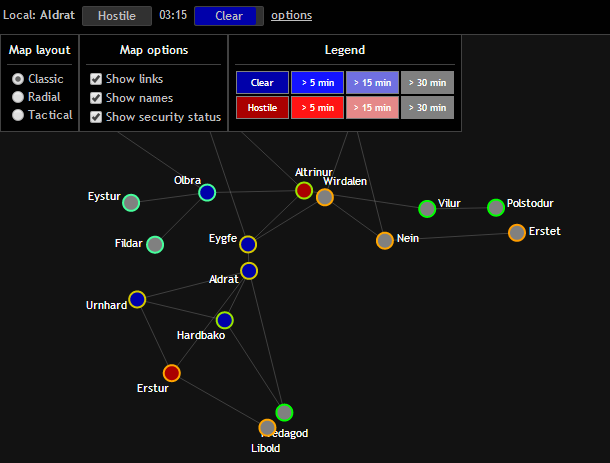 Local: Aldrat Hostile 03:15 Clear options
Map layout Map options Legend
Classic Show links Clear > 5 min > 15 min > 30 min
Radial Show names Hostile > 5 min > 15 min > 30 min
Tactical Show security status
Altrinur
Olbra Wirdalen
Eystur Vilur Polstodur
Fildar Eygfe Nein Erstet
Aldrat
Urnhard
Hardbako
Erstur
edagod
Libold